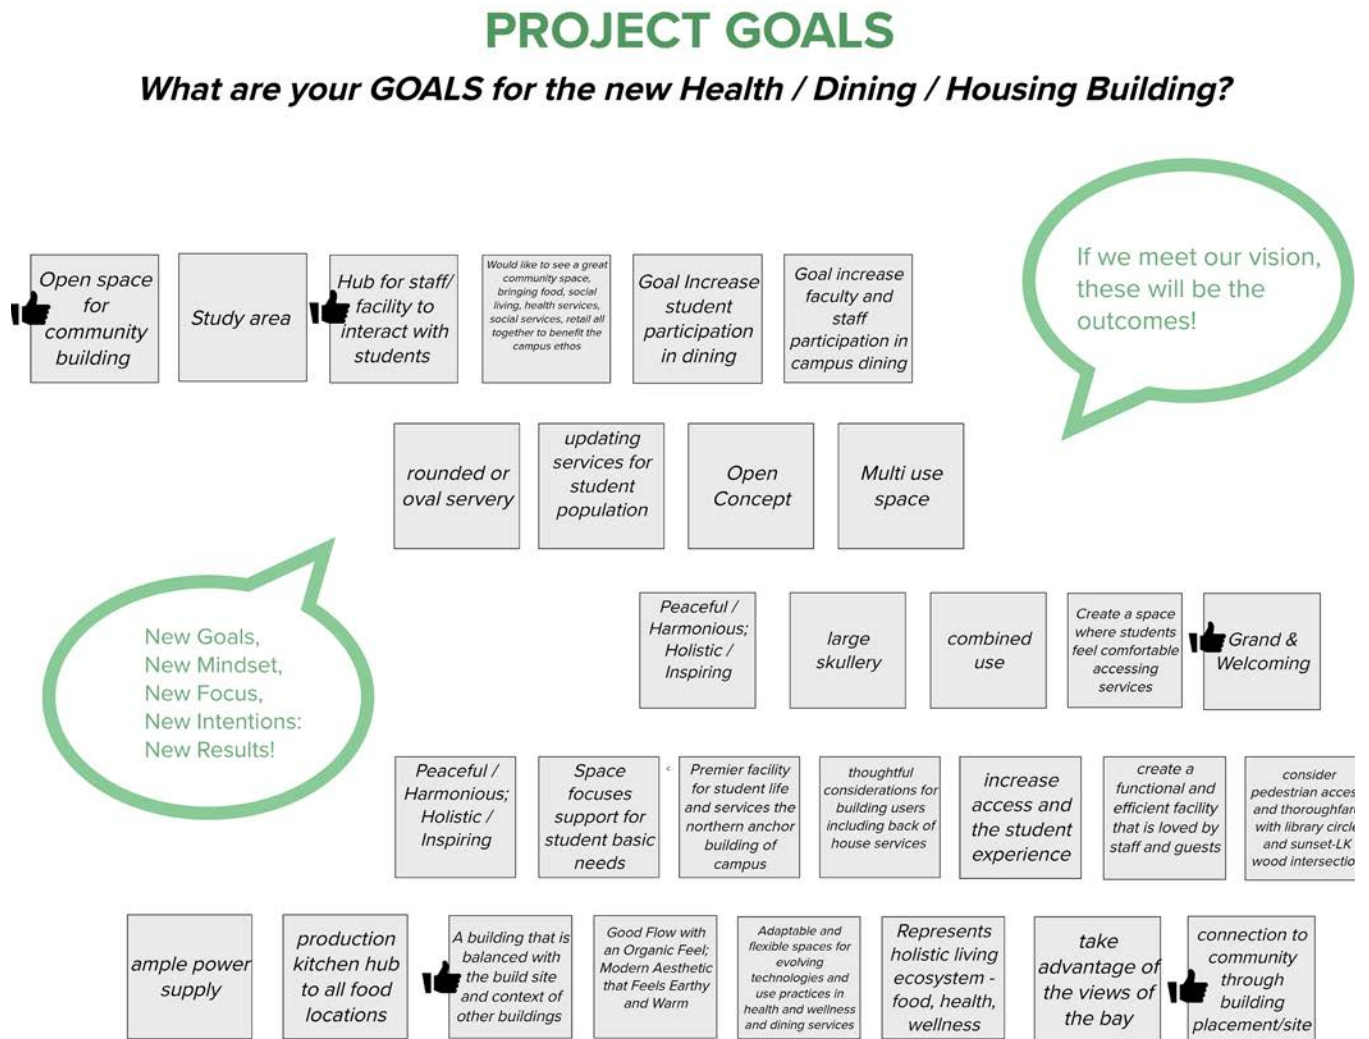 PROJECT GOALS
What are your GOALS for the new Health / Dining / Housing Building?
If we meet our vision,
these will be the
outcomes!
Open space
for
community
building
Study area
Hub for staff/
facility to
interact with
students
Would like to see a great
community space,
bringing food, social
living, health services,
social services, retail all
together to benefit the
campus ethos
Goal Increase
student
participation
in dining
Goal increase
faculty and
staff
participation in
campus dining
rounded or
oval servery
updating
services for
student
population
Open
Concept
Multi use
space
New Goals,
New Mindset,
New Focus,
New Intentions:
New Results!
Peaceful /
Harmonious;
Holistic /
Inspiring
large
skullery
combined
use
Create a space
where students
feel comfortable
accessing
services
Grand &
Welcoming
Peaceful /
Harmonious;
Holistic /
Inspiring
Space
focuses
support for
student basic
needs
c
Premier facility
for student life
and services the
northern anchor
building of
campus
thoughtful
considerations for
building users
including back of
house services
increase
access and
the student
experience
create a
functional and
efficient facility
that is loved by
staff and guests
consider
pedestrian access
and thoroughfare
with library circle
and sunset-LK
wood intersection
ample power
supply
production
kitchen hub
to all food
locations
A building that is
balanced with
the build site
and context of
other buildings
Good Flow with
an Organic Feel;
Modern Aesthetic
that Feels Earthy
and Warm
Adaptable and
flexible spaces for
evolving
technologies and
use practices in
health and wellness
and dining services
Represents
holistic living
ecosystem -
food, health,
wellness
take
advantage of
the views of
the bay
connection to
community
through
building
placement/site